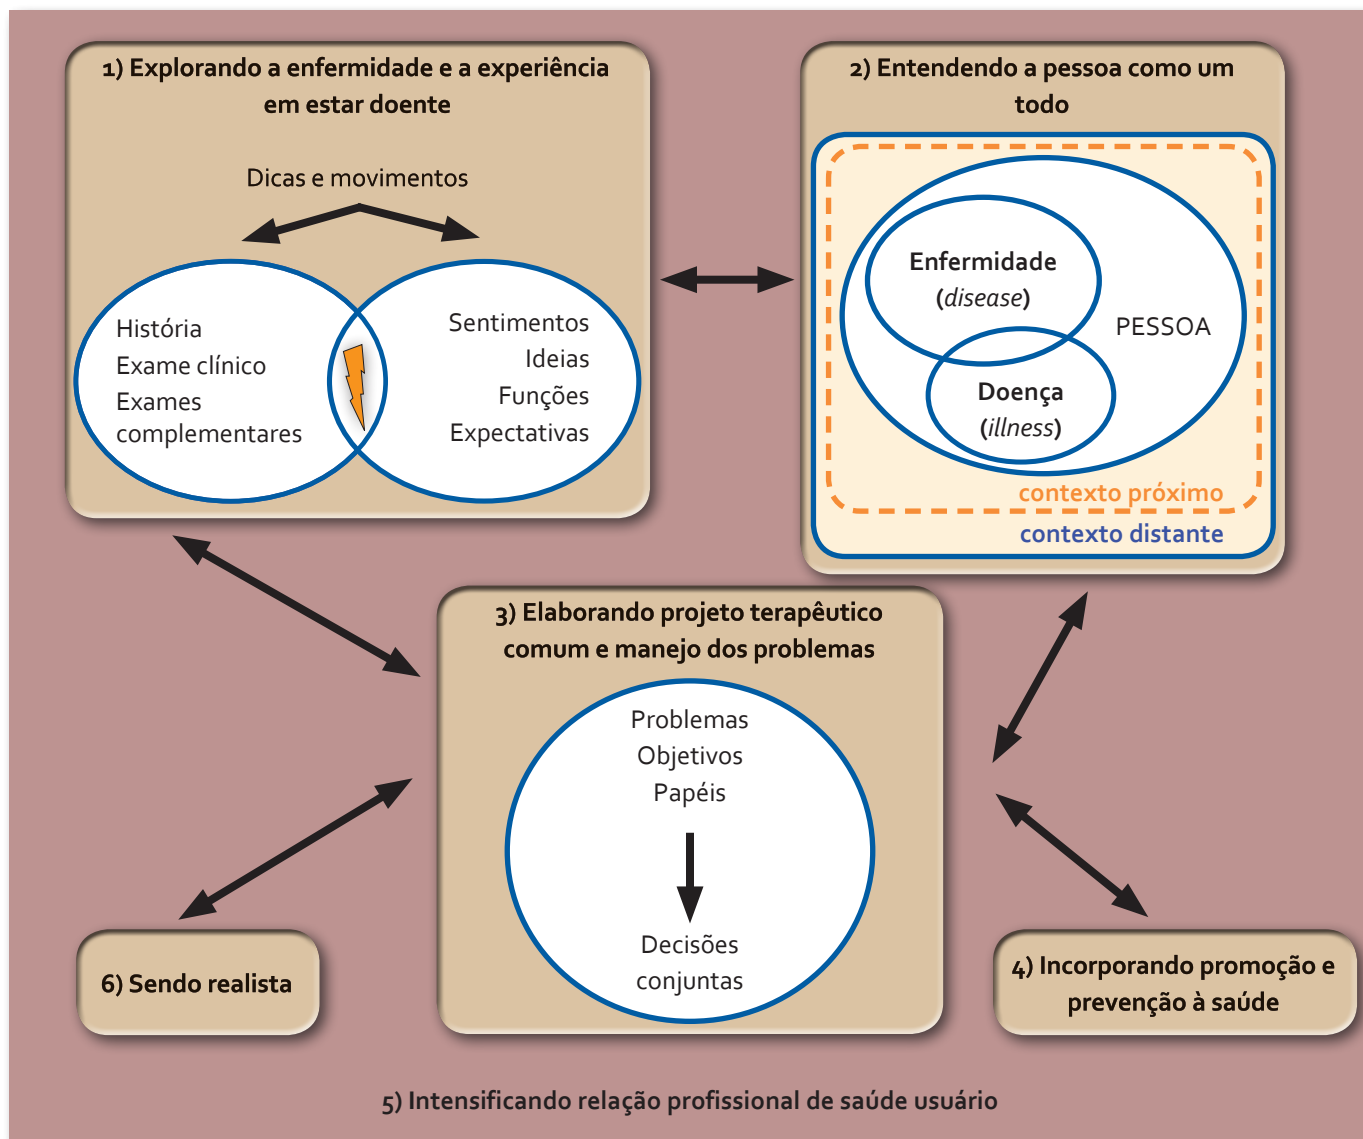 1) Explorando a enfermidade e a experiência
em estar doente
Dicas e movimentos
História
Exame clínico
Exames
complementares
Sentimentos
Ideias
Funções
Expectativas
2) Entendendo a pessoa como um
todo
Enfermidade
(disease)
PESSOA
Doença
(illness)
contexto próximo
contexto distante
3) Elaborando projeto terapêutico
comum e manejo dos problemas
Problemas
Objetivos
Papéis
Decisões
conjuntas
6) Sendo realista
4) Incorporando promoção e
prevenção à saúde
5) Intensificando relação profissional de saúde usuário